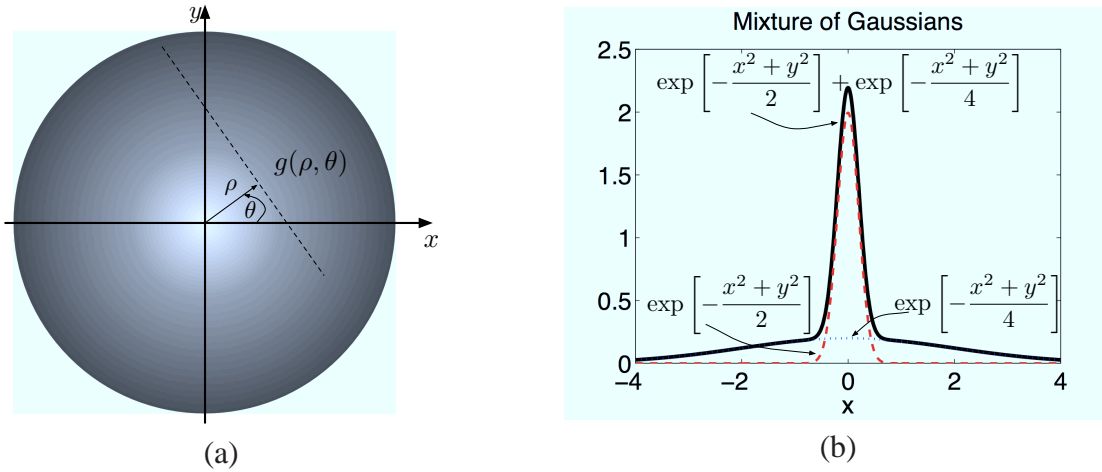 y
g(ρ, θ)
ρ
θ
x
(a)
Mixture of Gaussians
2.5
2
1.5
1
0.5
0
exp [−(x² + y²)/2] + exp [−(x² + y²)/4]
exp [−(x² + y²)/2]
exp [−(x² + y²)/4]
−4 −2 0 2 4
x
(b)